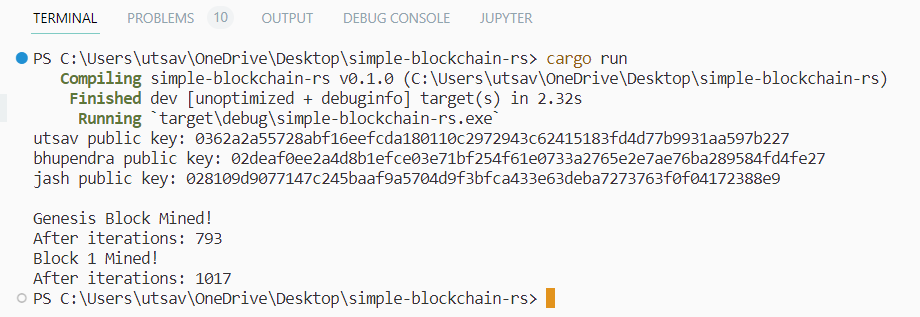 TERMINAL PROBLEMS 10 OUTPUT DEBUG CONSOLE JUPYTER
PS C:\Users\utsav\OneDrive\Desktop\simple-blockchain-rs> cargo run
Compiling simple-blockchain-rs v0.1.0 (C:\Users\utsav\OneDrive\Desktop\simple-blockchain-rs)
Finished dev [unoptimized + debuginfo] target(s) in 2.32s
Running `target\debug\simple-blockchain-rs.exe`
utsav public key: 0362a2a55728abf16eefcda180110c2972943c62415183fd4d77b9931aa597b227
bhupendra public key: 02deaf0ee2a4d8b1efce03e71bf254f61e0733a2765e2e7ae76ba289584fd4fe27
jash public key: 028109d9077147c245baaf9a5704d9f3bfca433e63deba7273763f0f04172388e9
Genesis Block Mined!
After iterations: 793
Block 1 Mined!
After iterations: 1017
PS C:\Users\utsav\OneDrive\Desktop\simple-blockchain-rs>